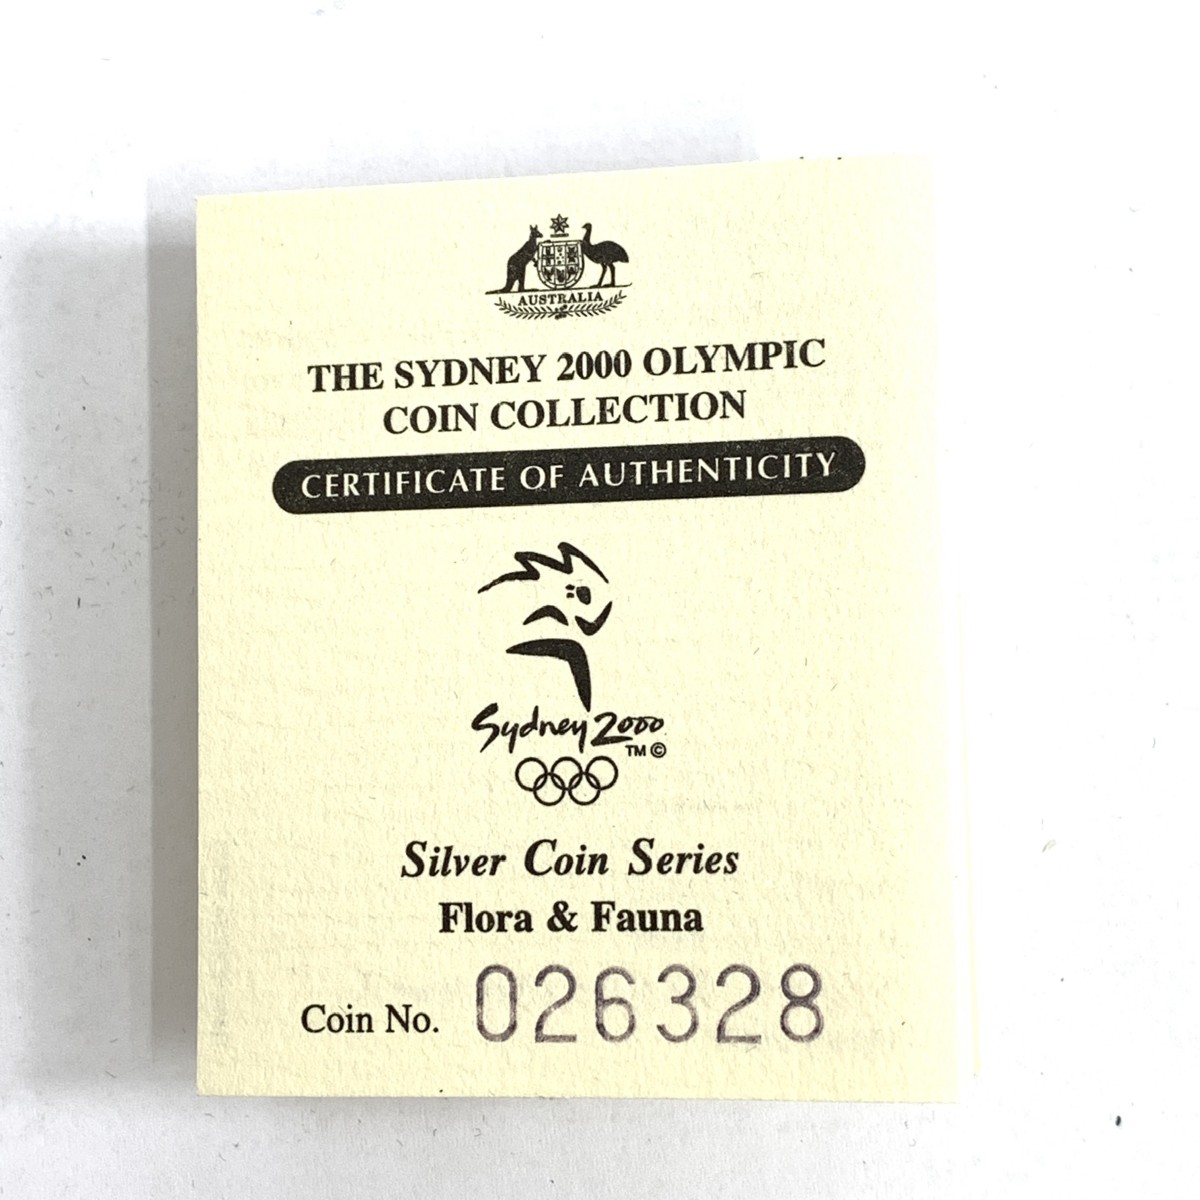 AUSTRALIA
THE SYDNEY 2000 OLYMPIC
COIN COLLECTION
CERTIFICATE OF AUTHENTICITY
Sydney 2000
TM ©
Silver Coin Series
Flora & Fauna
Coin No. 026328